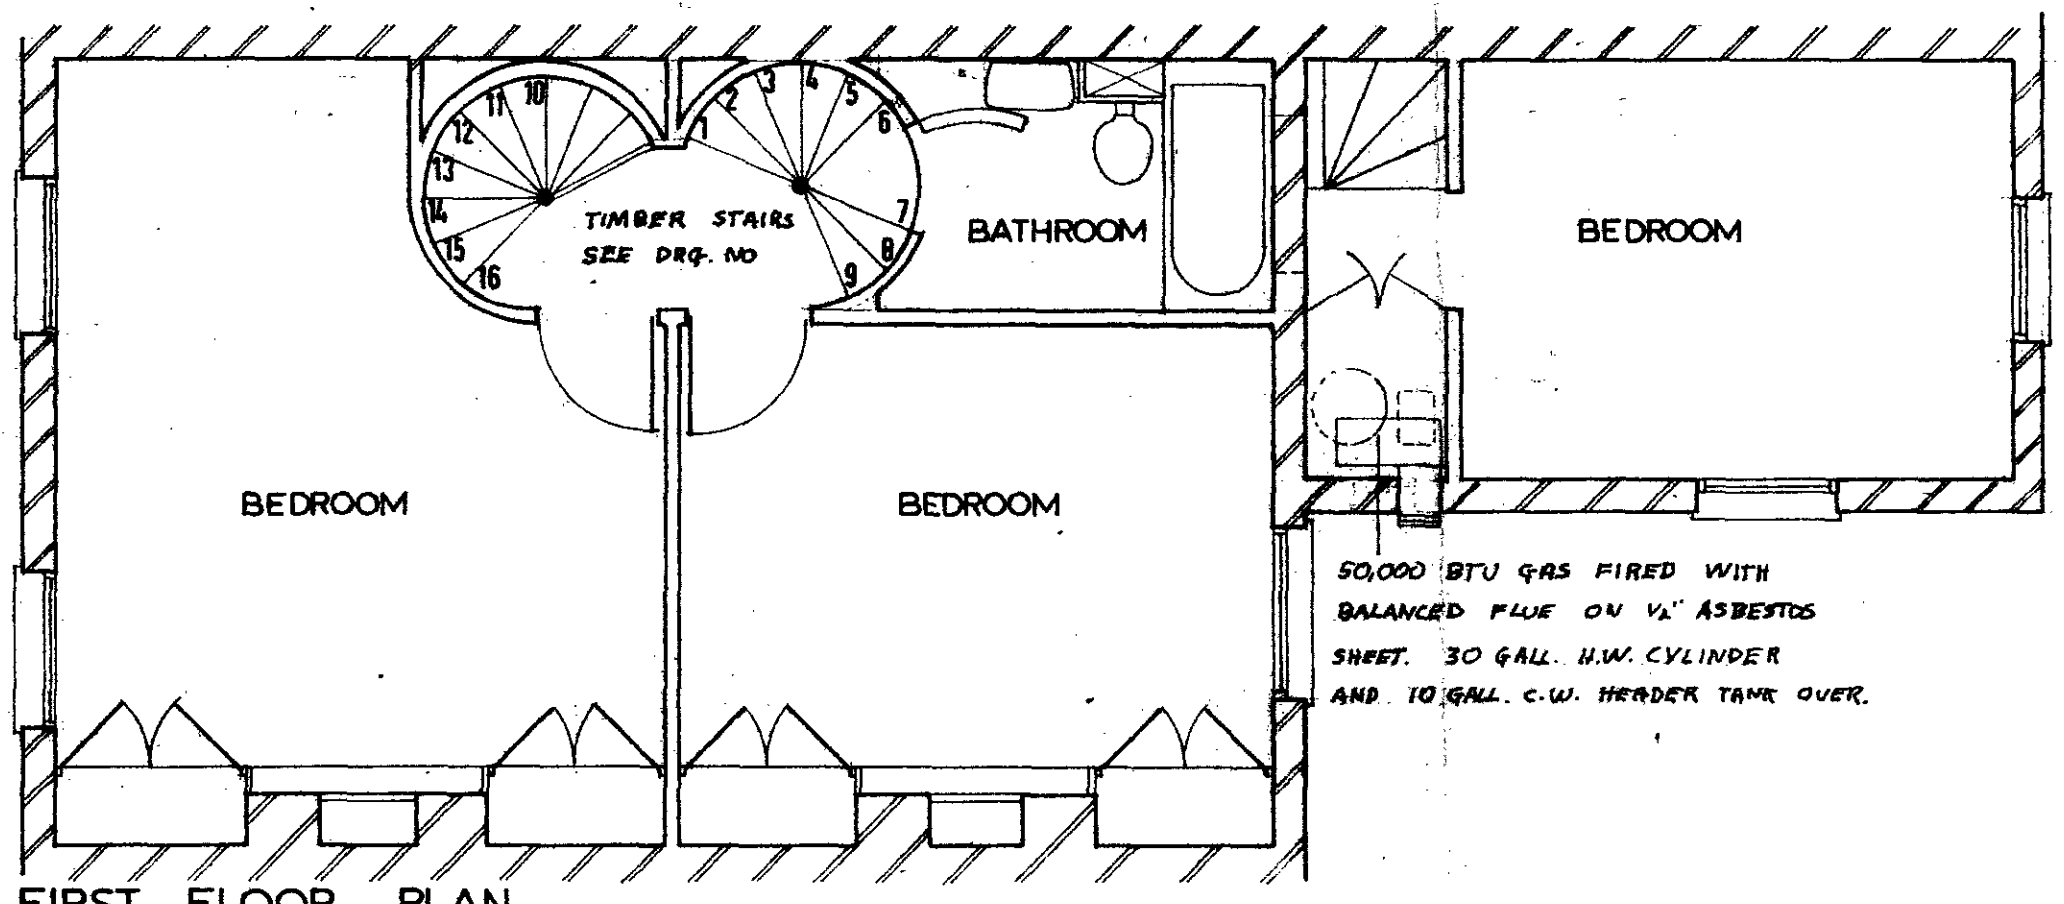 10
11
12
13
14
15
16
1
2
3
4
5
6
7
8
9
TIMBER STAIRS
SEE DRG. NO
BATHROOM
BEDROOM
BEDROOM
BEDROOM
50,000 BTU GAS FIRED WITH
BALANCED FLUE ON 1/2" ASBESTOS
SHEET. 30 GALL. H.W. CYLINDER
AND 10 GALL. C.W. HEADER TANK OVER.
FIRST FLOOR PLAN